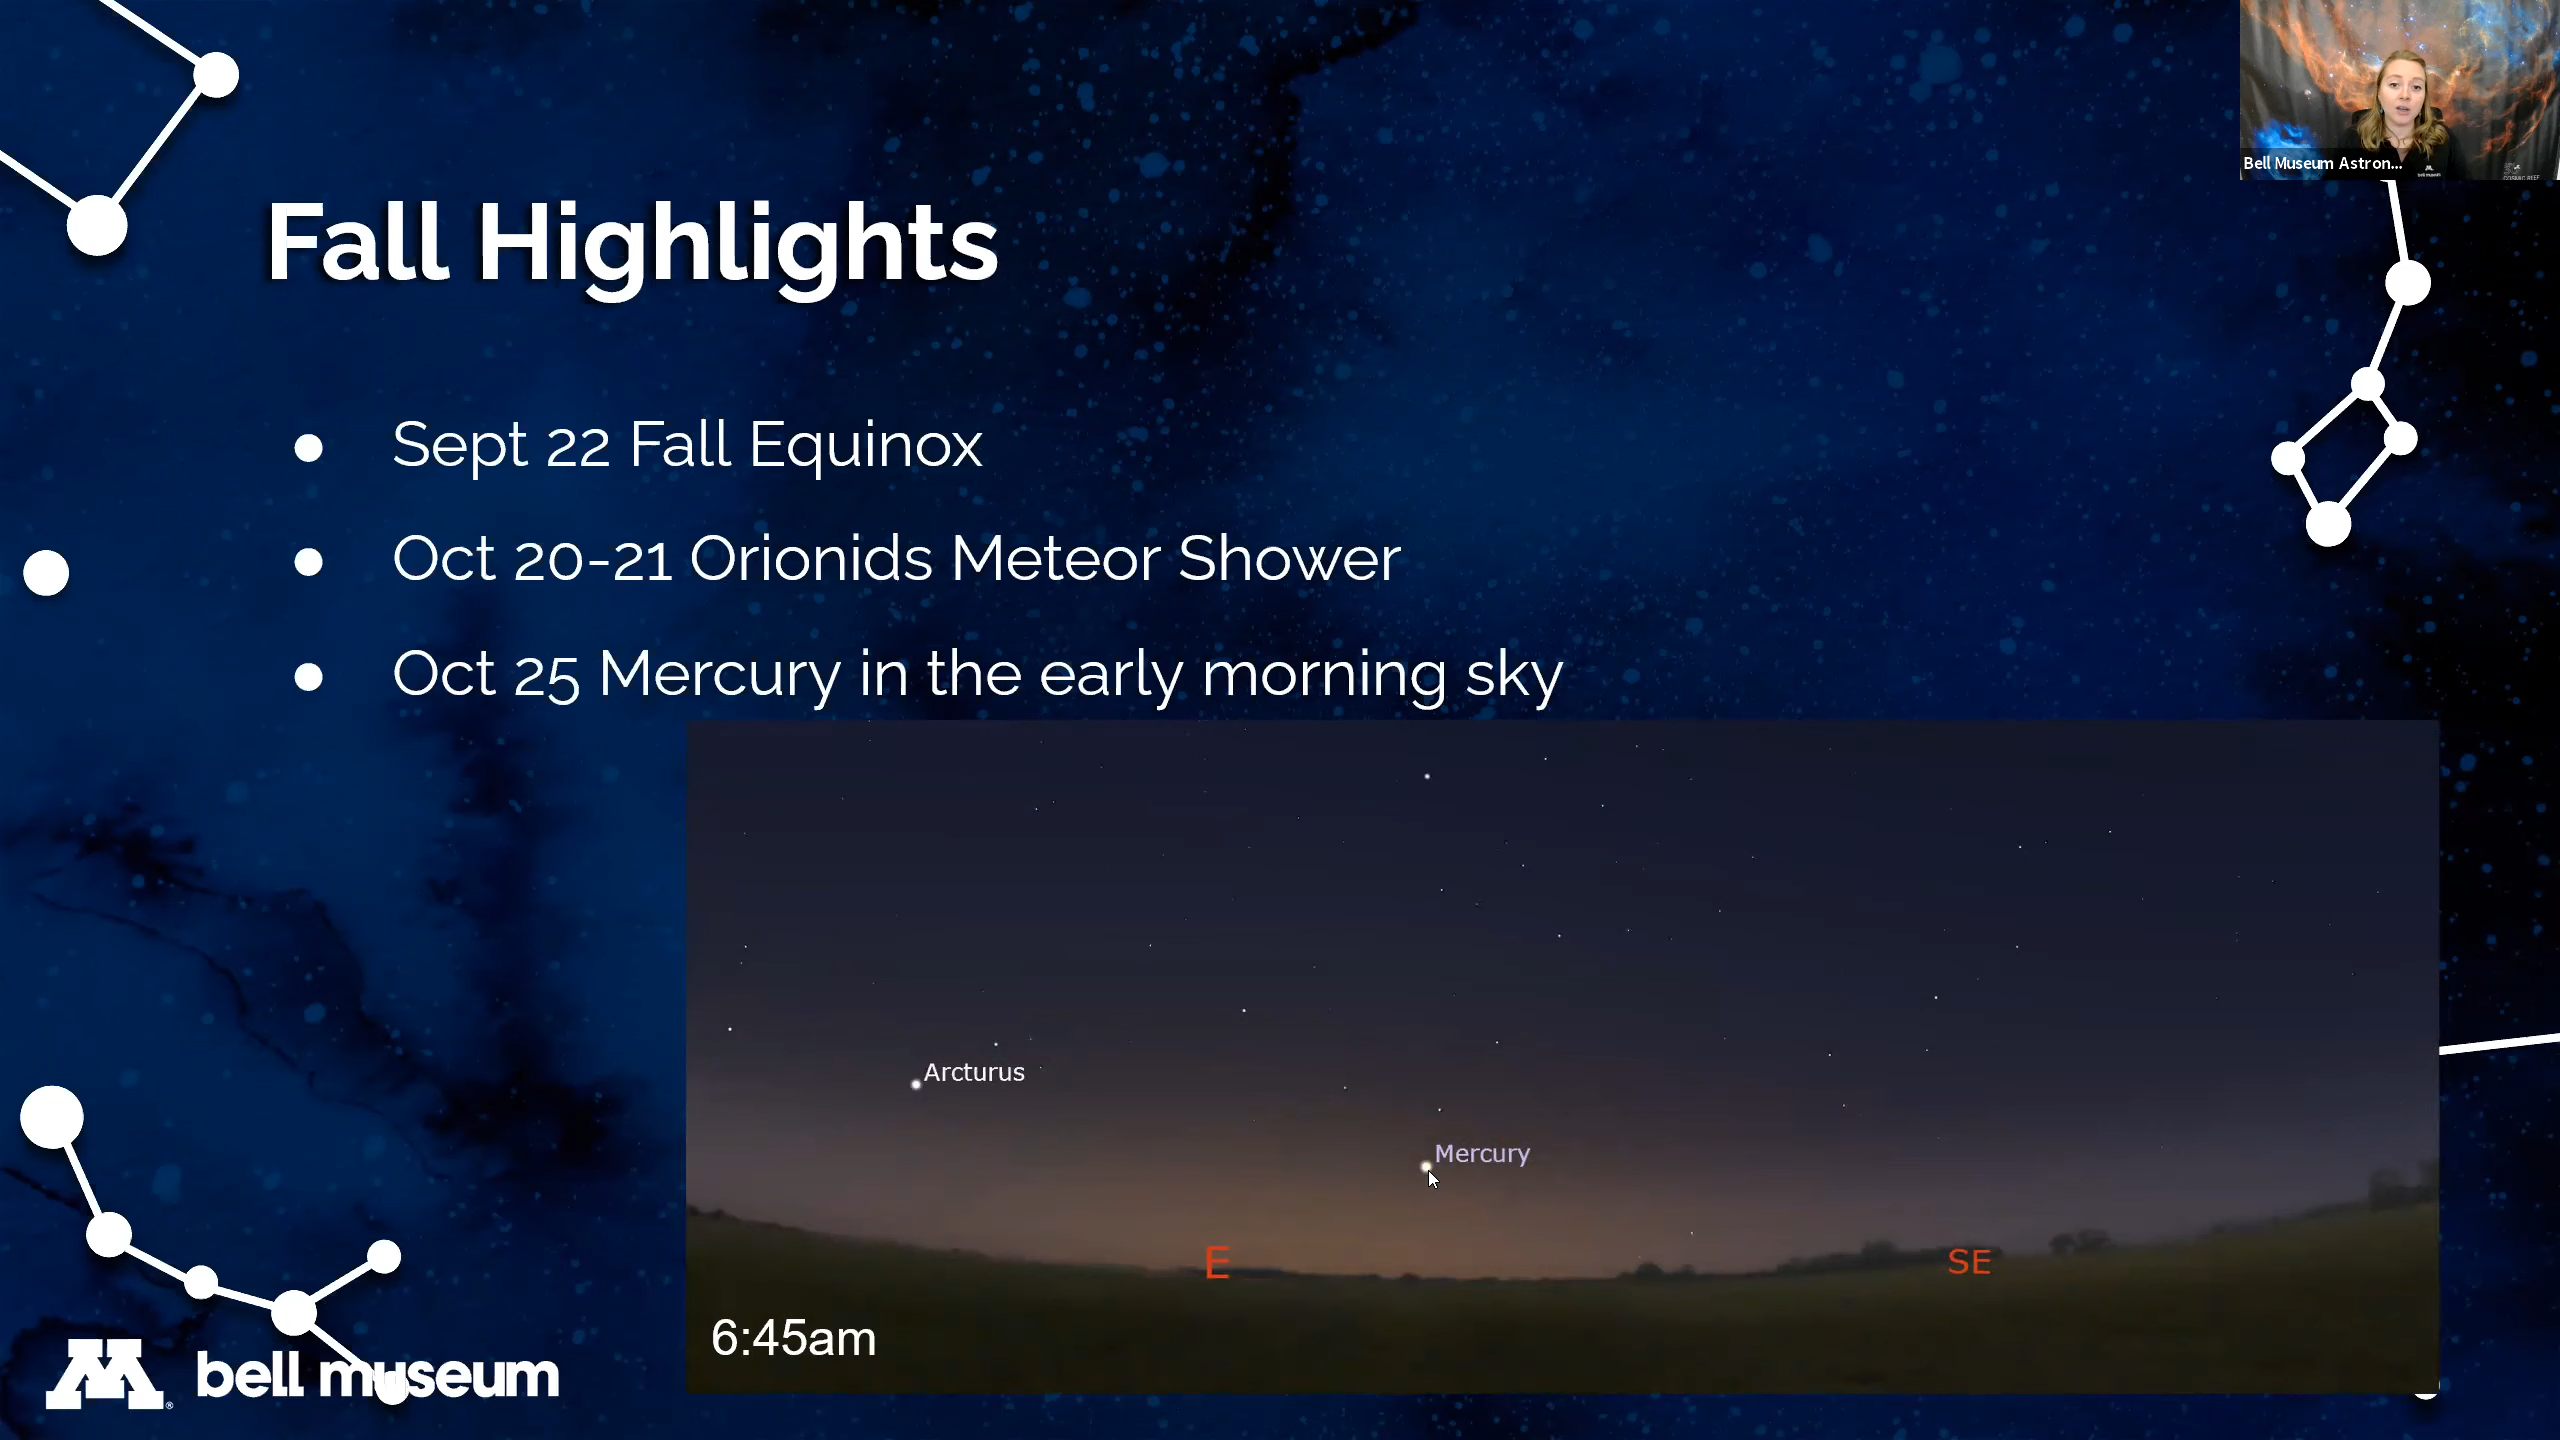 Bell Museum Astron...
Fall Highlights
● Sept 22 Fall Equinox
● Oct 20-21 Orionids Meteor Shower
● Oct 25 Mercury in the early morning sky
Arcturus
Mercury
E
SE
6:45am
M® bell museum